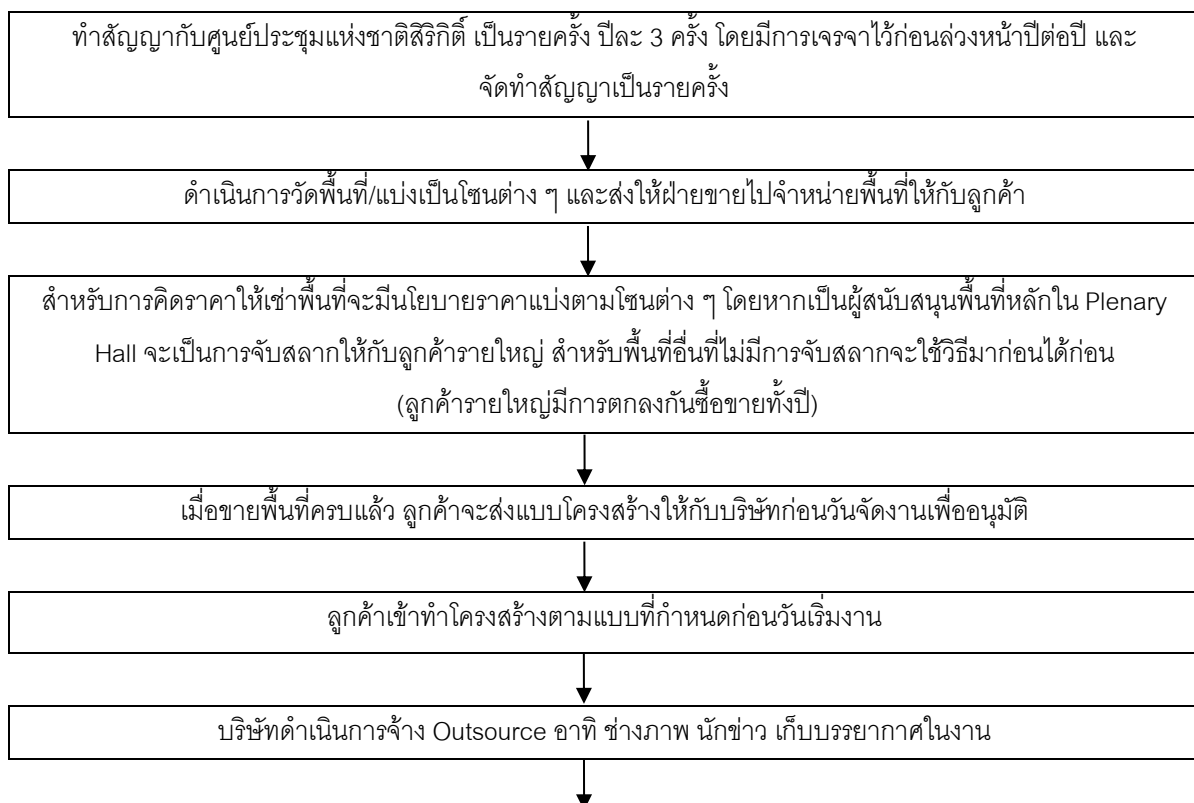 ทำสัญญากับศูนย์ประชุมแห่งชาติสิริกิติ์ เป็นรายครั้ง ปีละ 3 ครั้ง โดยมีการเจรจาไว้ก่อนล่วงหน้าปีต่อปี และ
จัดทำสัญญาเป็นรายครั้ง
ดำเนินการวัดพื้นที่/แบ่งเป็นโซนต่าง ๆ และส่งให้ฝ่ายขายไปจำหน่ายพื้นที่ให้กับลูกค้า
สำหรับการคิดราคาให้เช่าพื้นที่จะมีนโยบายราคาแบ่งตามโซนต่าง ๆ โดยหากเป็นผู้สนับสนุนพื้นที่หลักใน Plenary
Hall จะเป็นการจับสลากให้กับลูกค้ารายใหญ่ สำหรับพื้นที่อื่นที่ไม่มีการจับสลากจะใช้วิธีมาก่อนได้ก่อน
(ลูกค้ารายใหญ่มีการตกลงกันซื้อขายทั้งปี)
เมื่อขายพื้นที่ครบแล้ว ลูกค้าจะส่งแบบโครงสร้างให้กับบริษัทก่อนวันจัดงานเพื่ออนุมัติ
ลูกค้าเข้าทำโครงสร้างตามแบบที่กำหนดก่อนวันเริ่มงาน
บริษัทดำเนินการจ้าง Outsource อาทิ ช่างภาพ นักข่าว เก็บบรรยากาศในงาน